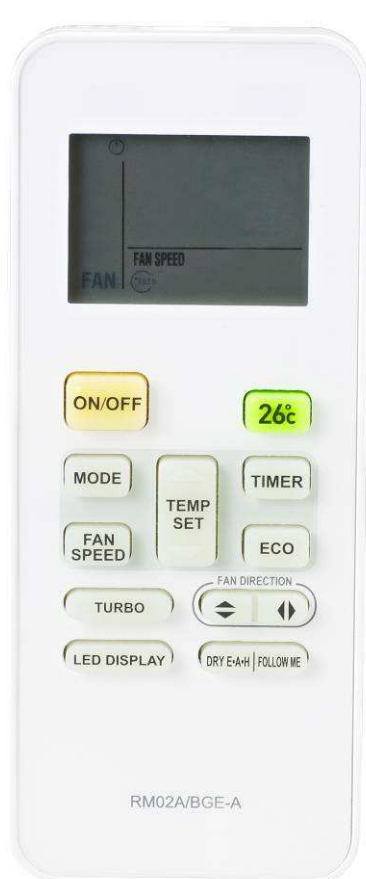 FAN SPEED
FAN
ON/OFF
26°c
MODE
TEMP
SET
TIMER
FAN
SPEED
ECO
FAN DIRECTION
TURBO
LED DISPLAY
DRY E•A•H | FOLLOW ME
RM02A/BGE-A